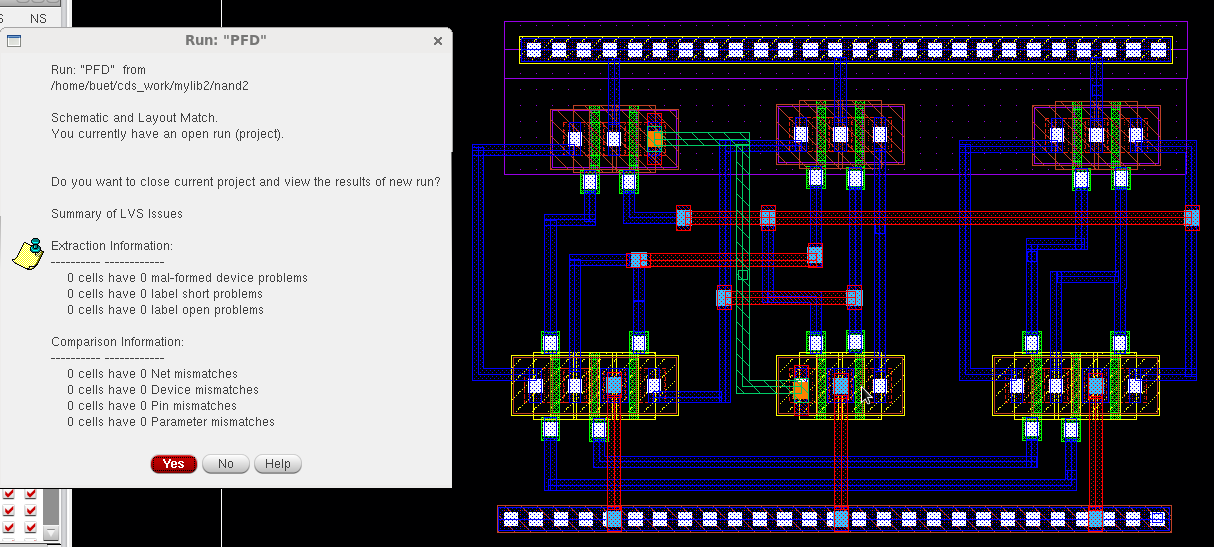 S NS
Run: "PFD"
Run: "PFD" from
/home/buet/cds_work/mylib2/nand2
Schematic and Layout Match.
You currently have an open run (project).
Do you want to close current project and view the results of new run?
Summary of LVS Issues
Extraction Information:
---------- ------------
0 cells have 0 mal-formed device problems
0 cells have 0 label short problems
0 cells have 0 label open problems
Comparison Information:
---------- ------------
0 cells have 0 Net mismatches
0 cells have 0 Device mismatches
0 cells have 0 Pin mismatches
0 cells have 0 Parameter mismatches
Yes No Help